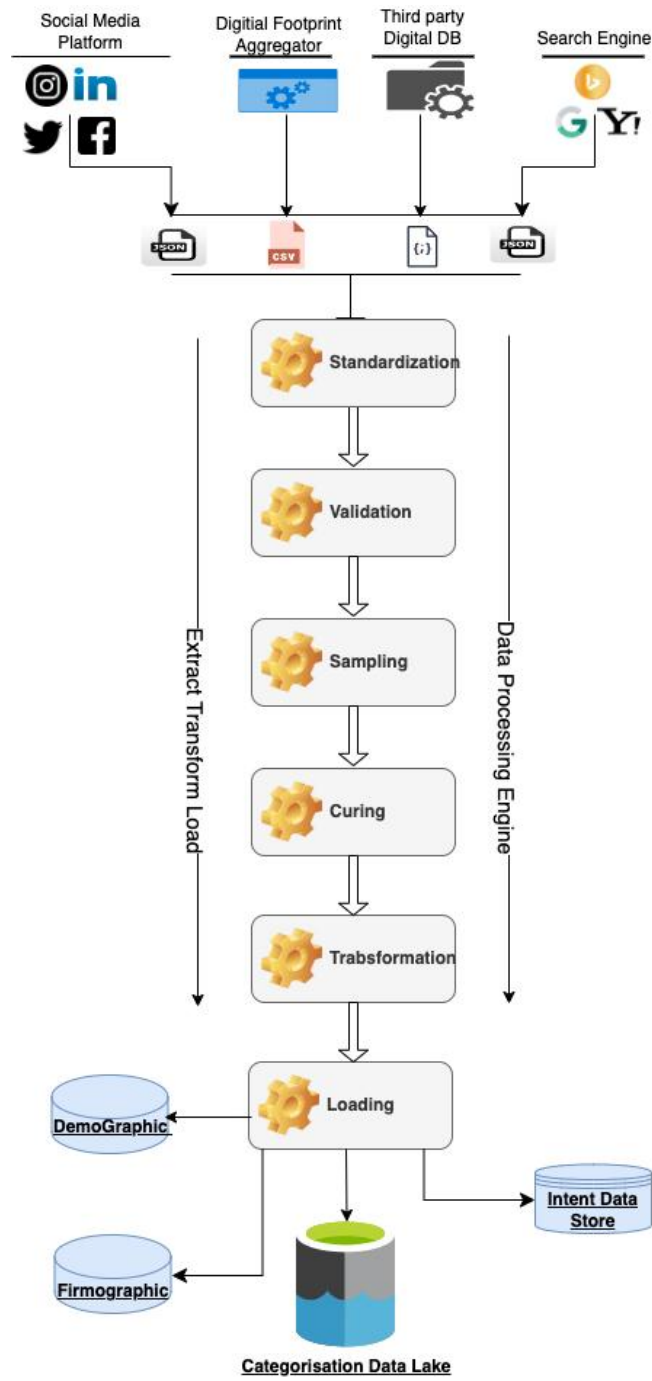 Social Media
Platform
Digitial Footprint
Aggregator
Third party
Digital DB
Search Engine
in
Y!
JSON
CSV
{;}
JSON
Standardization
Validation
Sampling
Curing
Trabsformation
Loading
Extract Transform Load
Data Processing Engine
DemoGraphic
Firmographic
Intent Data
Store
Categorisation Data Lake